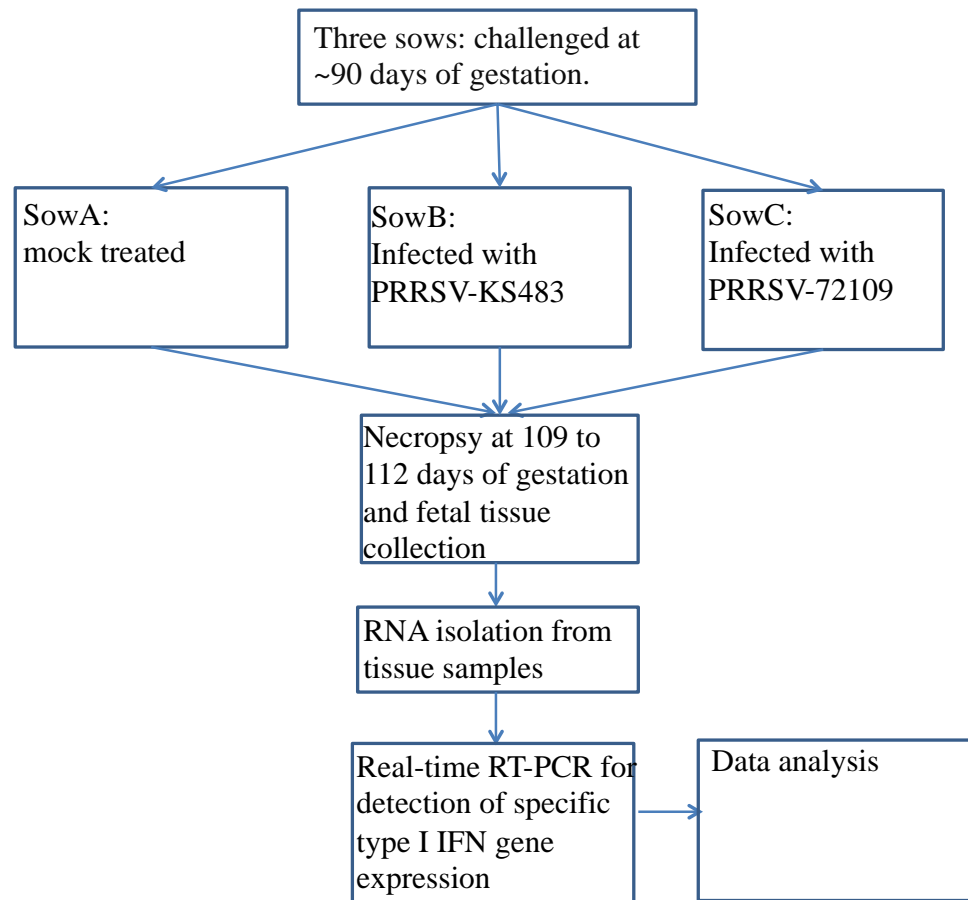 Three sows: challenged at
~90 days of gestation.
SowA:
mock treated
SowB:
Infected with
PRRSV-KS483
SowC:
Infected with
PRRSV-72109
Necropsy at 109 to
112 days of gestation
and fetal tissue
collection
RNA isolation from
tissue samples
Real-time RT-PCR for
detection of specific
type I IFN gene
expression
Data analysis